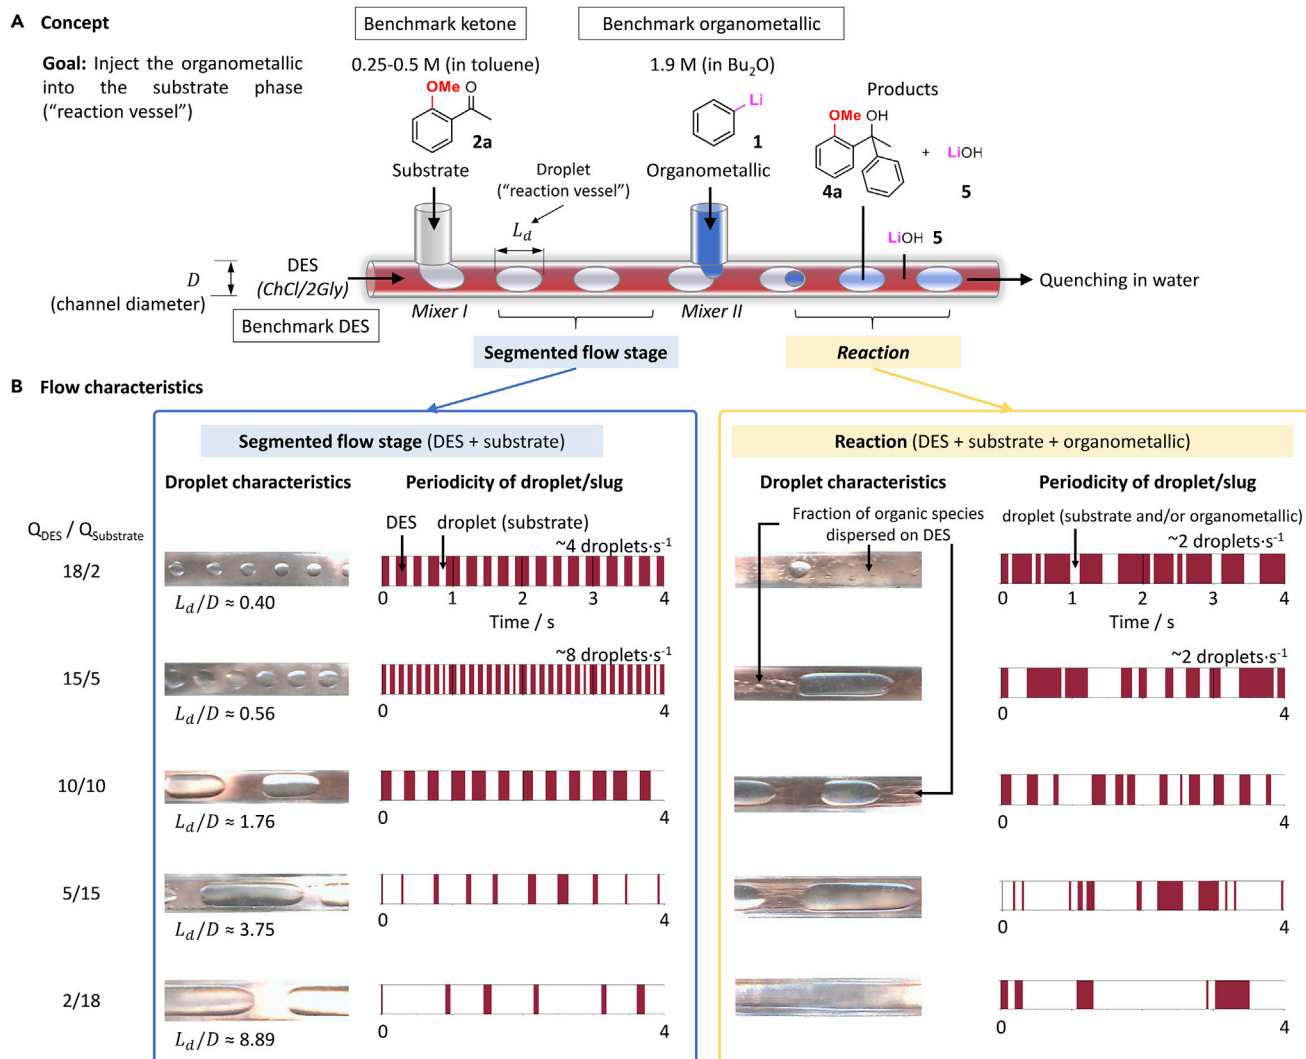 A Concept
Goal: Inject the organometallic
into the substrate phase
("reaction vessel")
Benchmark ketone
0.25-0.5 M (in toluene)
OMe
O
2a
Substrate
Benchmark organometallic
1.9 M (in Bu₂O)
Li
1
Organometallic
Droplet
("reaction vessel")
L_d
Products
OMe
OH
4a
+
LiOH
5
LiOH 5
D
(channel diameter)
DES
(ChCl/2Gly)
Benchmark DES
Mixer I
Mixer II
Quenching in water
Segmented flow stage
Reaction
B Flow characteristics
Segmented flow stage (DES + substrate)
Droplet characteristics
Periodicity of droplet/slug
Reaction (DES + substrate + organometallic)
Droplet characteristics
Periodicity of droplet/slug
Q_DES / Q_Substrate
DES
droplet (substrate)
Fraction of organic species
dispersed on DES
droplet (substrate and/or organometallic)
18/2
L_d/D ≈ 0.40
~4 droplets·s⁻¹
0 1 2 3 4
Time / s
~2 droplets·s⁻¹
0 1 2 3 4
Time / s
15/5
L_d/D ≈ 0.56
~8 droplets·s⁻¹
0 4
~2 droplets·s⁻¹
0 4
10/10
L_d/D ≈ 1.76
0 4
0 4
5/15
L_d/D ≈ 3.75
0 4
0 4
2/18
L_d/D ≈ 8.89
0 4
0 4